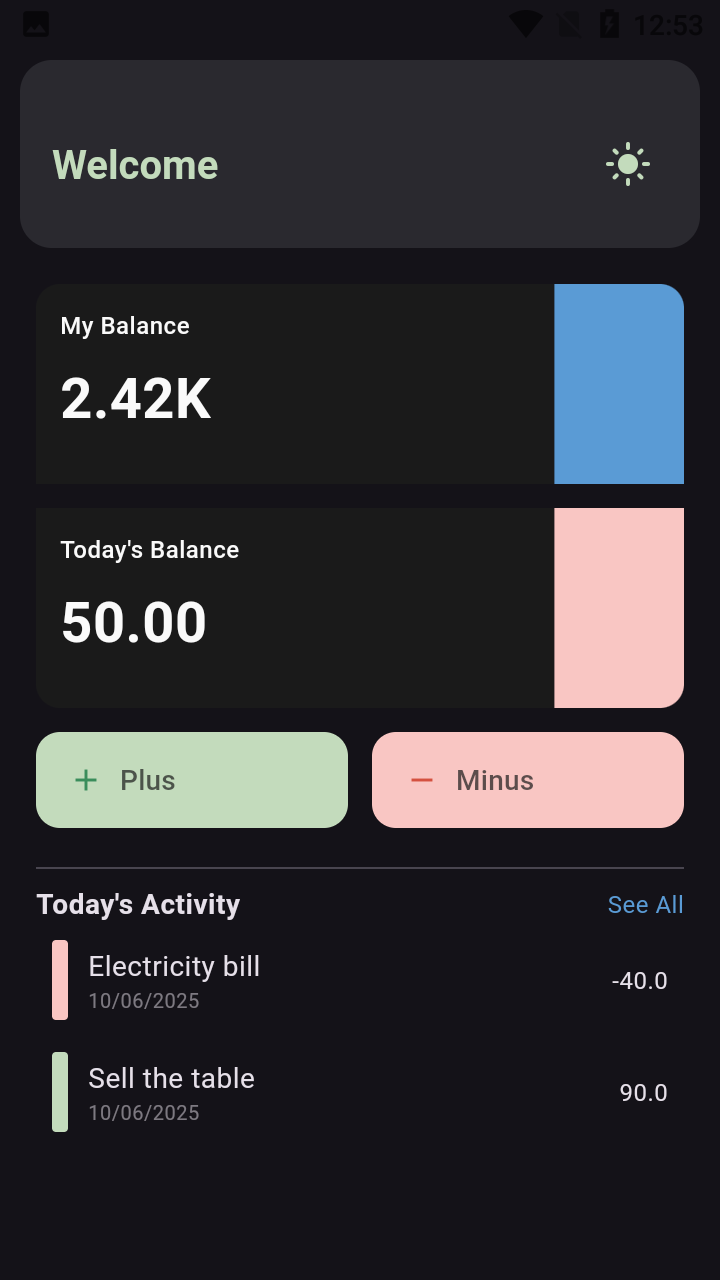 12:53
Welcome
My Balance
2.42K
Today's Balance
50.00
Plus
Minus
Today's Activity
See All
Electricity bill
10/06/2025
-40.0
Sell the table
10/06/2025
90.0